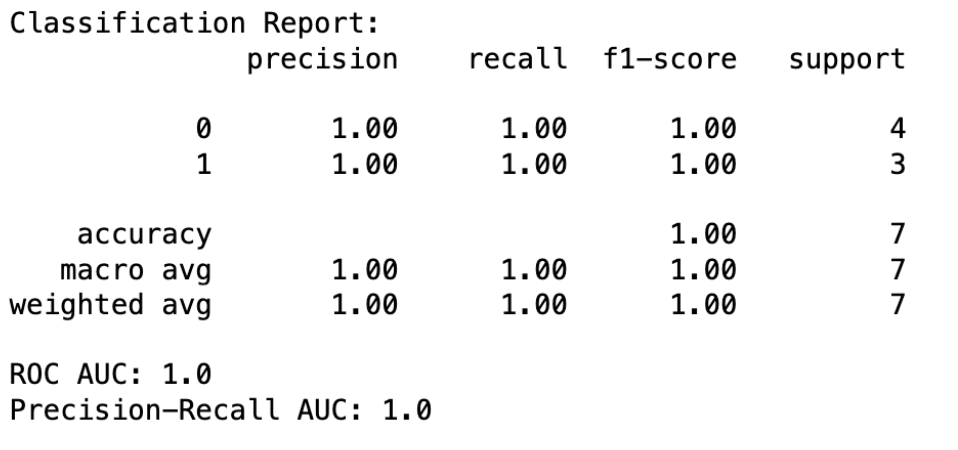 Classification Report:
precision recall f1-score support
0 1.00 1.00 1.00 4
1 1.00 1.00 1.00 3
accuracy 1.00 7
macro avg 1.00 1.00 1.00 7
weighted avg 1.00 1.00 1.00 7
ROC AUC: 1.0
Precision-Recall AUC: 1.0